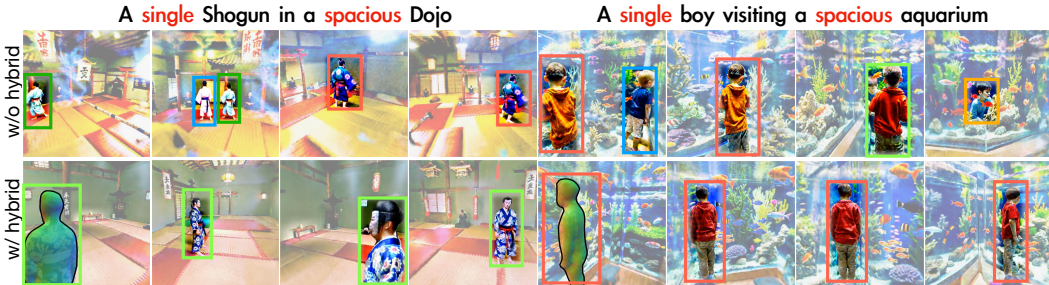 A single Shogun in a spacious Dojo
A single boy visiting a spacious aquarium
w/o hybrid
w/ hybrid